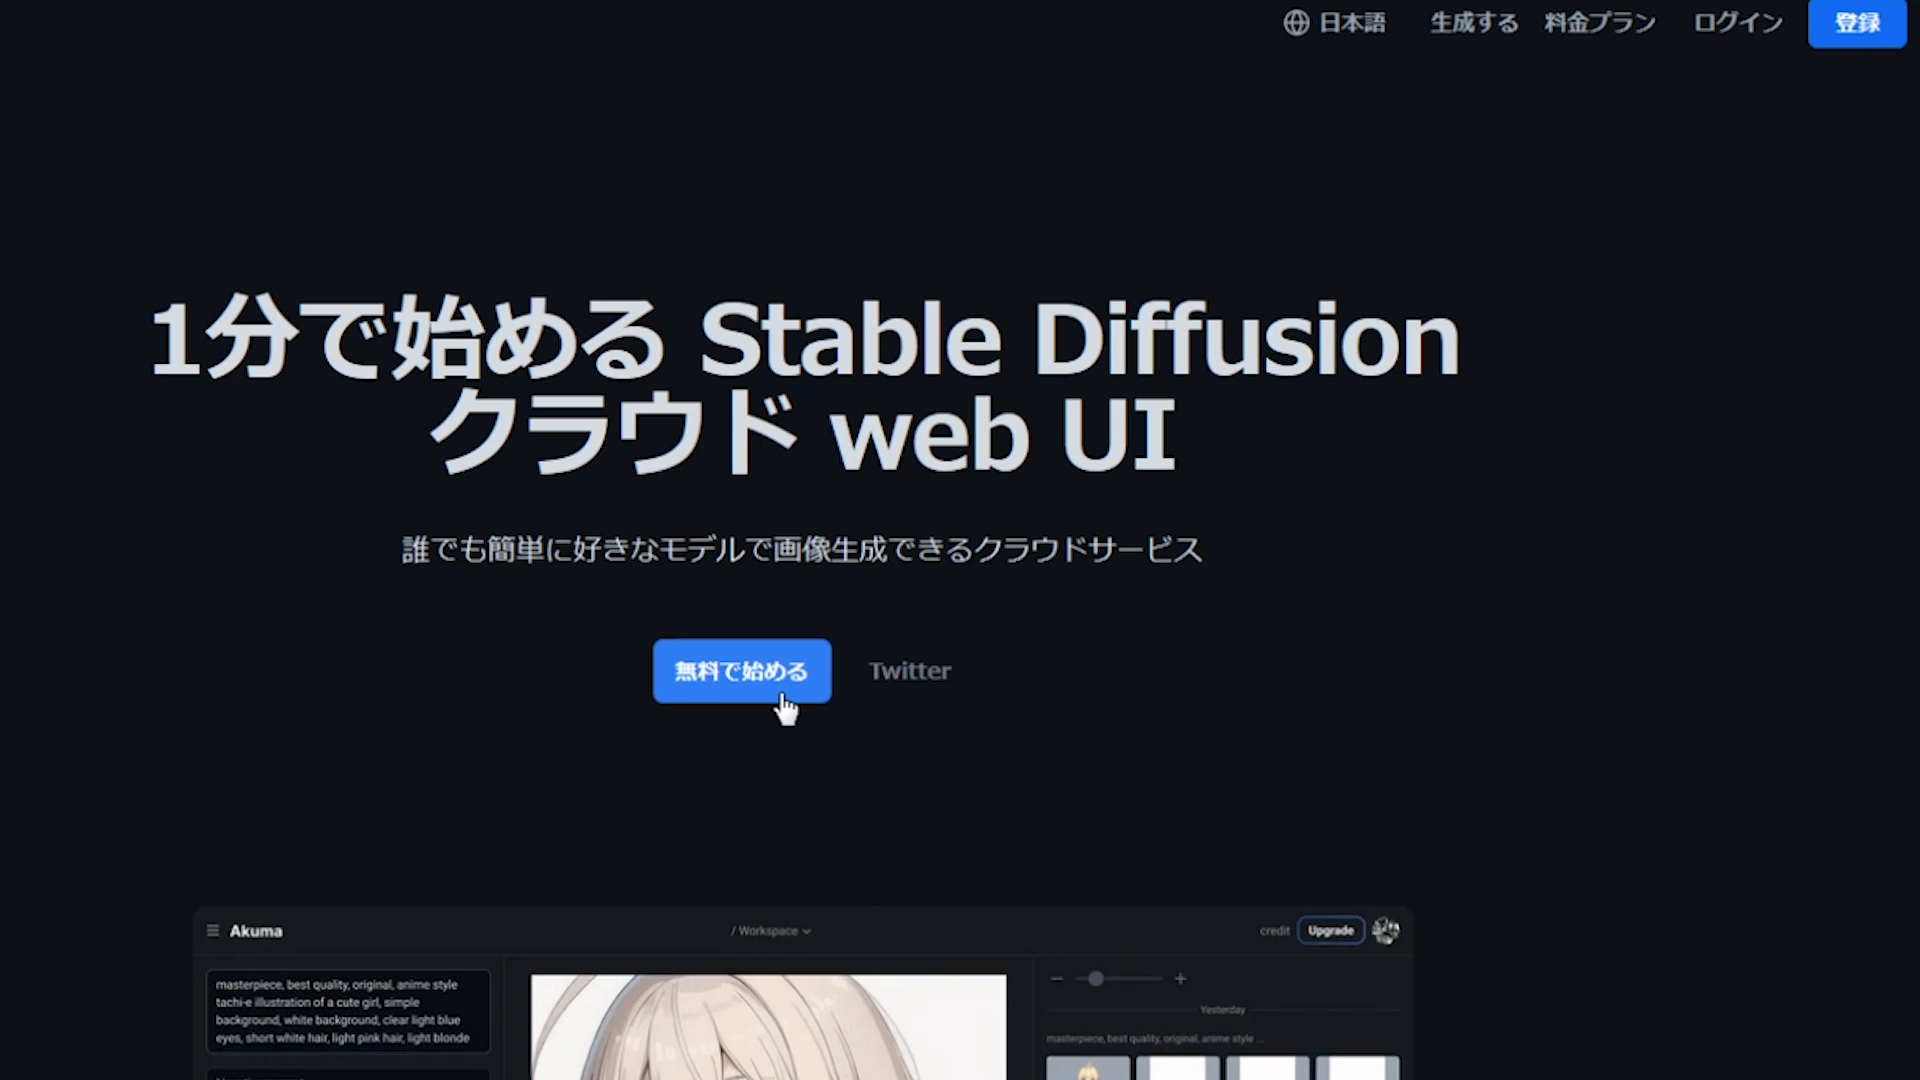 日本語 生成する 料金プラン ログイン 登録
1分で始める Stable Diffusion
クラウド web UI
誰でも簡単に好きなモデルで画像生成できるクラウドサービス
無料で始める Twitter
Akuma / Workspace credit Upgrade
masterpiece, best quality, original, anime style
tachi-e illustration of a cute girl, simple
background, white background, clear light blue
eyes, short white hair, light pink hair, light blonde
Yesterday
masterpiece, best quality, original, anime style ...